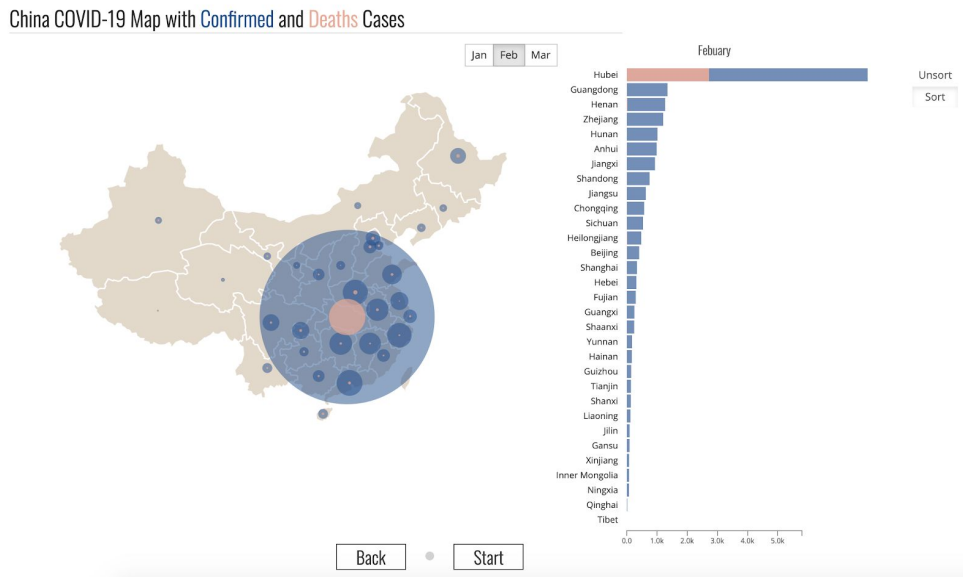 China COVID-19 Map with Confirmed and Deaths Cases
Jan Feb Mar
Febuary
Unsort
Sort
Hubei
Guangdong
Henan
Zhejiang
Hunan
Anhui
Jiangxi
Shandong
Jiangsu
Chongqing
Sichuan
Heilongjiang
Beijing
Shanghai
Hebei
Fujian
Guangxi
Shaanxi
Yunnan
Hainan
Guizhou
Tianjin
Shanxi
Liaoning
Jilin
Gansu
Xinjiang
Inner Mongolia
Ningxia
Qinghai
Tibet
0.0 1.0k 2.0k 3.0k 4.0k 5.0k
Back Start